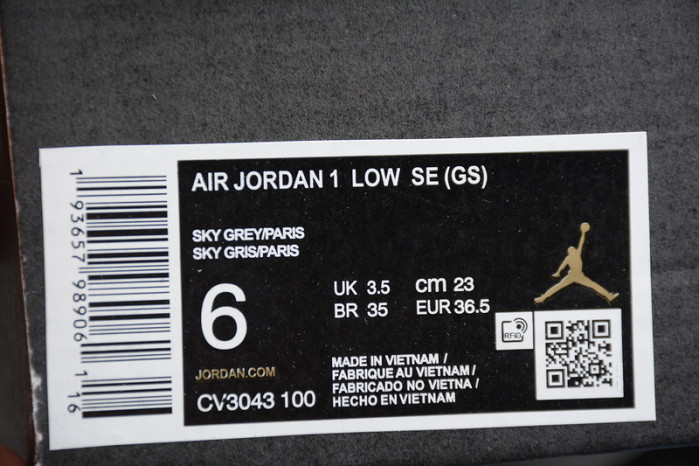 AIR JORDAN 1 LOW SE (GS)
SKY GREY/PARIS
SKY GRIS/PARIS
6
UK 3.5 cm 23
BR 35 EUR 36.5
RFID
JORDAN.COM
CV3043 100
MADE IN VIETNAM /
FABRIQUE AU VIETNAM /
FABRICADO NO VIETNA /
HECHO EN VIETNAM
1 93657 98906 1 16